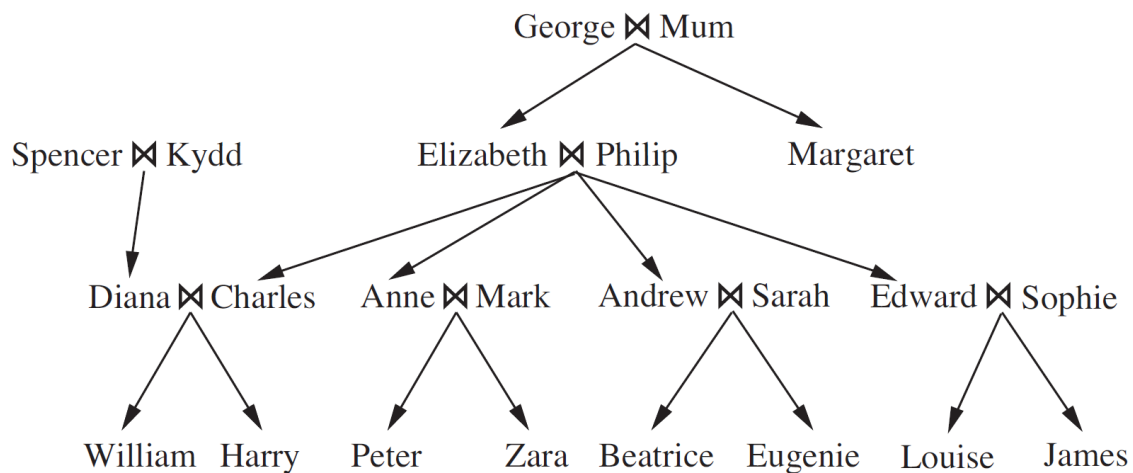 George ⋈ Mum
Spencer ⋈ Kydd Elizabeth ⋈ Philip Margaret
Diana ⋈ Charles Anne ⋈ Mark Andrew ⋈ Sarah Edward ⋈ Sophie
William Harry Peter Zara Beatrice Eugenie Louise James